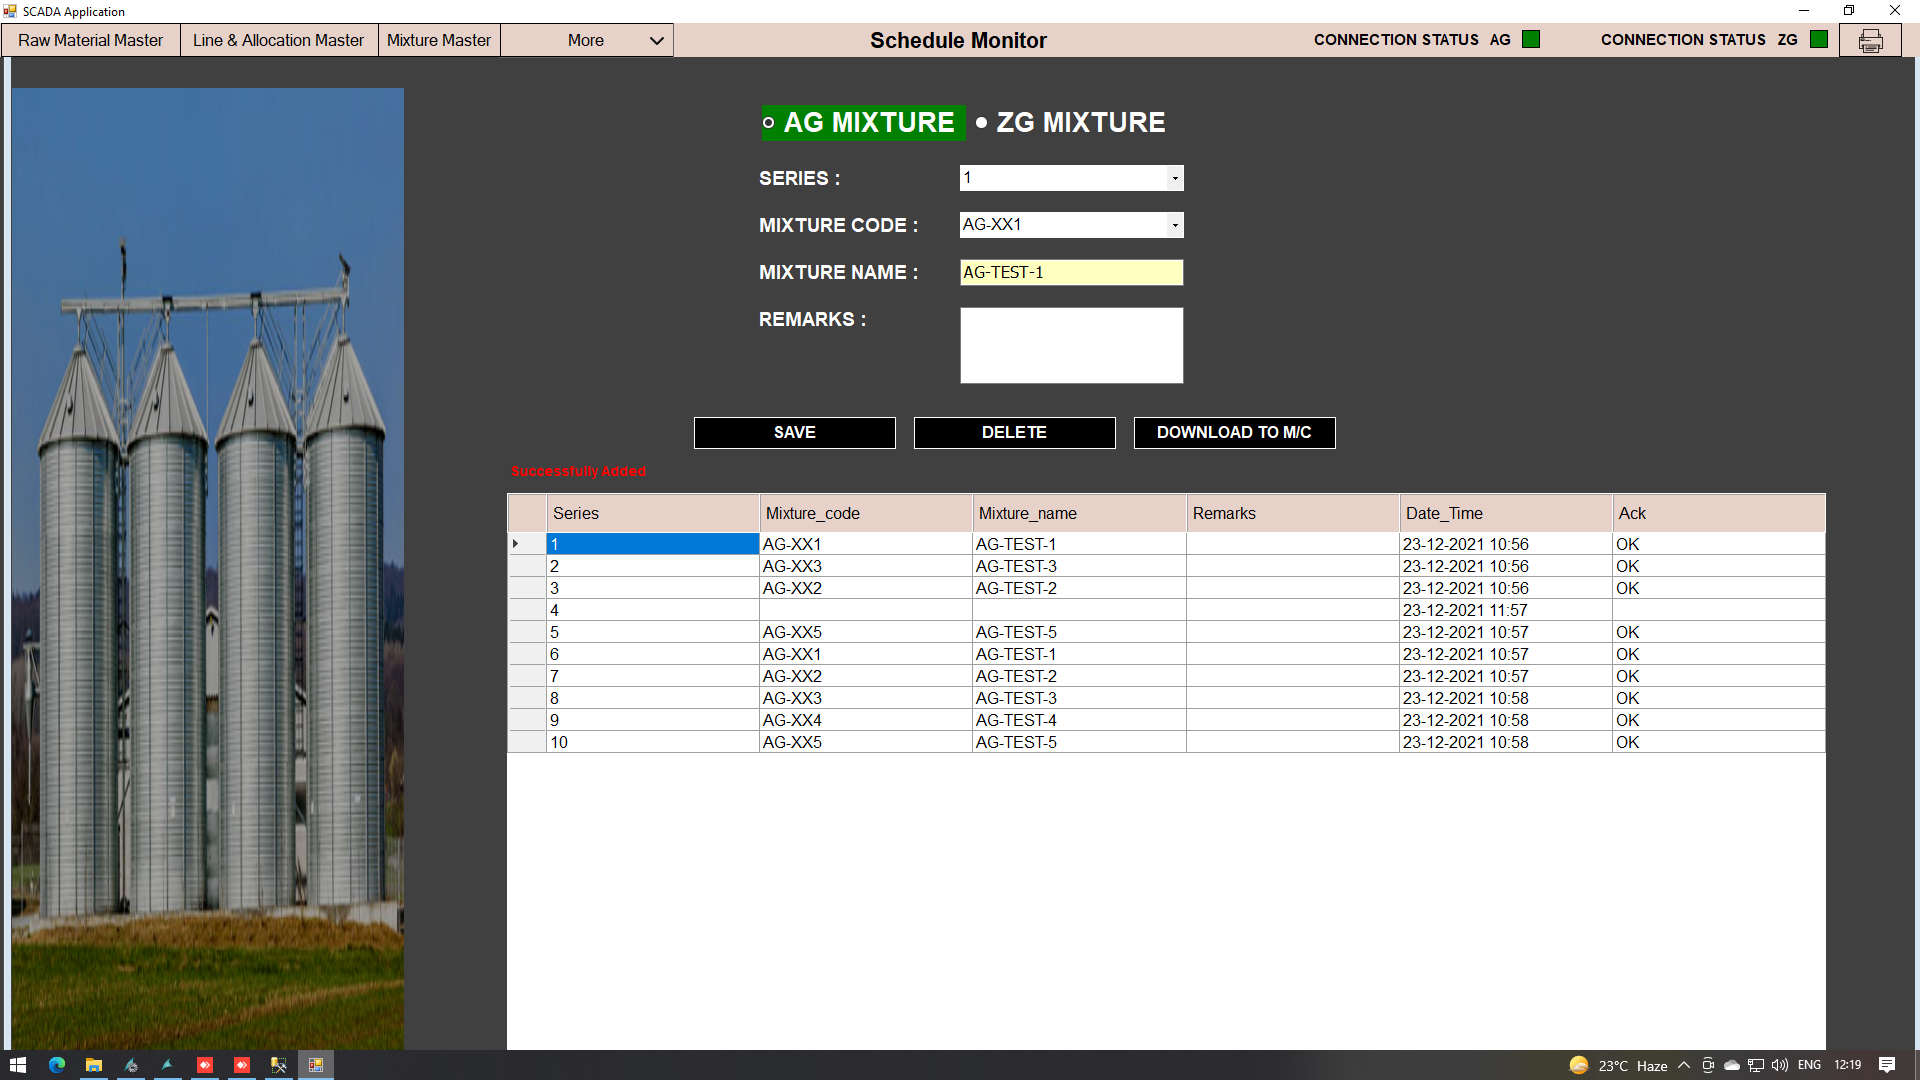 SCADA Application
Raw Material Master Line & Allocation Master Mixture Master More Schedule Monitor CONNECTION STATUS AG CONNECTION STATUS ZG
AG MIXTURE ZG MIXTURE
SERIES : 1
MIXTURE CODE : AG-XX1
MIXTURE NAME : AG-TEST-1
REMARKS :
SAVE DELETE DOWNLOAD TO M/C
Successfully Added
Series Mixture_code Mixture_name Remarks Date_Time Ack
1 AG-XX1 AG-TEST-1 23-12-2021 10:56 OK
2 AG-XX3 AG-TEST-3 23-12-2021 10:56 OK
3 AG-XX2 AG-TEST-2 23-12-2021 10:56 OK
4 23-12-2021 11:57
5 AG-XX5 AG-TEST-5 23-12-2021 10:57 OK
6 AG-XX1 AG-TEST-1 23-12-2021 10:57 OK
7 AG-XX2 AG-TEST-2 23-12-2021 10:57 OK
8 AG-XX3 AG-TEST-3 23-12-2021 10:58 OK
9 AG-XX4 AG-TEST-4 23-12-2021 10:58 OK
10 AG-XX5 AG-TEST-5 23-12-2021 10:58 OK
23°C Haze ENG 12:19